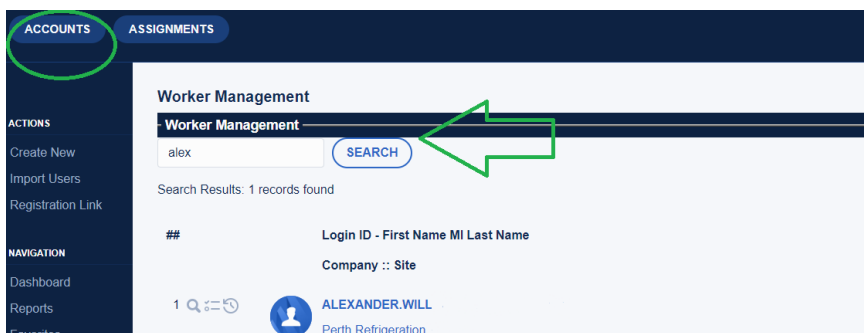 ACCOUNTS ASSIGNMENTS
Worker Management
ACTIONS
Worker Management
Create New
alex SEARCH
Import Users
Search Results: 1 records found
Registration Link
## Login ID - First Name MI Last Name
NAVIGATION
Company :: Site
Dashboard
Reports
1 ALEXANDER.WILL
Perth Refrigeration
Favorites